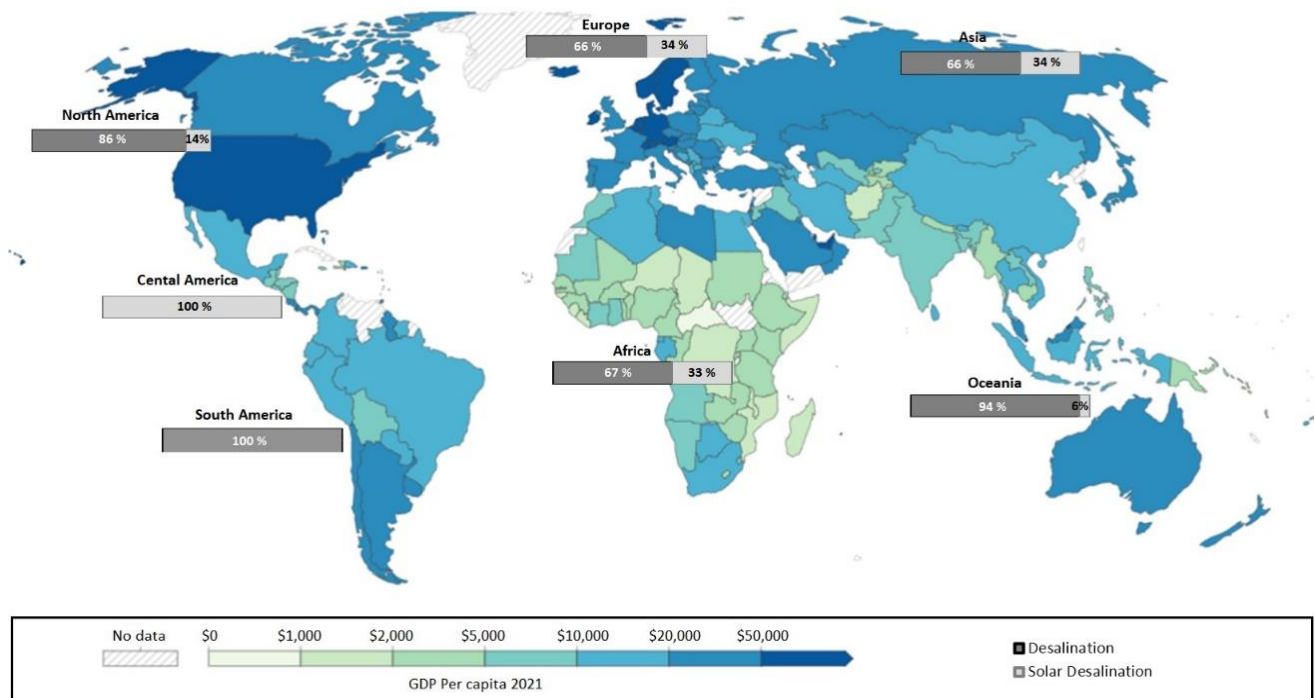 Europe
66 % 34 %
Asia
66 % 34 %
North America
86 % 14%
Cental America
100 %
Africa
67 % 33 %
Oceania
94 % 6%
South America
100 %
No data $0 $1,000 $2,000 $5,000 $10,000 $20,000 $50,000
GDP Per capita 2021
Desalination
Solar Desalination